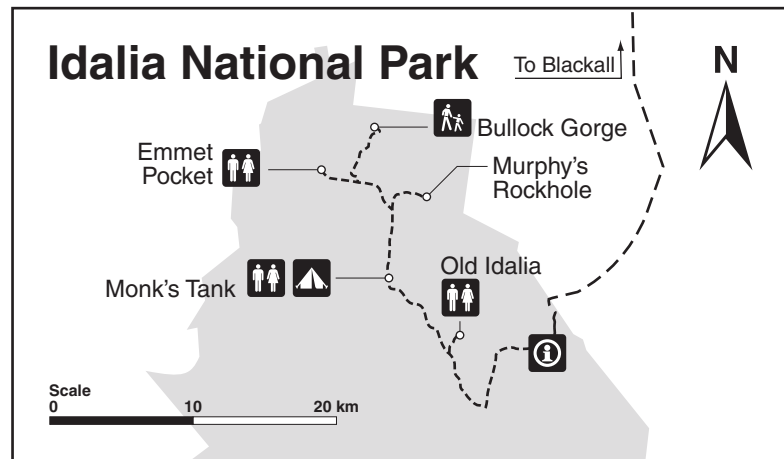 Idalia National Park
To Blackall
N
Bullock Gorge
Emmet
Pocket
Murphy's
Rockhole
Old Idalia
Monk's Tank
i
Scale
0 10 20 km